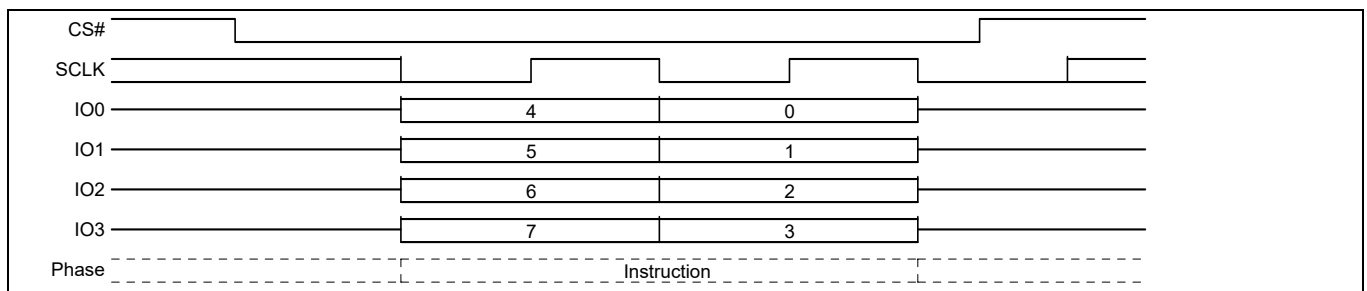 CS#
SCLK
IO0 4 0
IO1 5 1
IO2 6 2
IO3 7 3
Phase Instruction